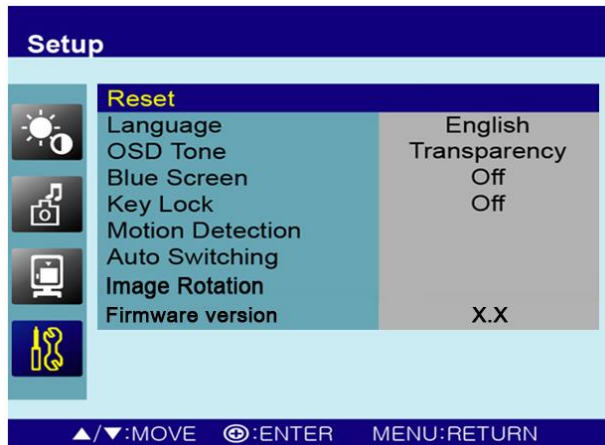 Setup
Reset
Language English
OSD Tone Transparency
Blue Screen Off
Key Lock Off
Motion Detection
Auto Switching
Image Rotation
Firmware version X.X
▲/▼:MOVE ⊕:ENTER MENU:RETURN